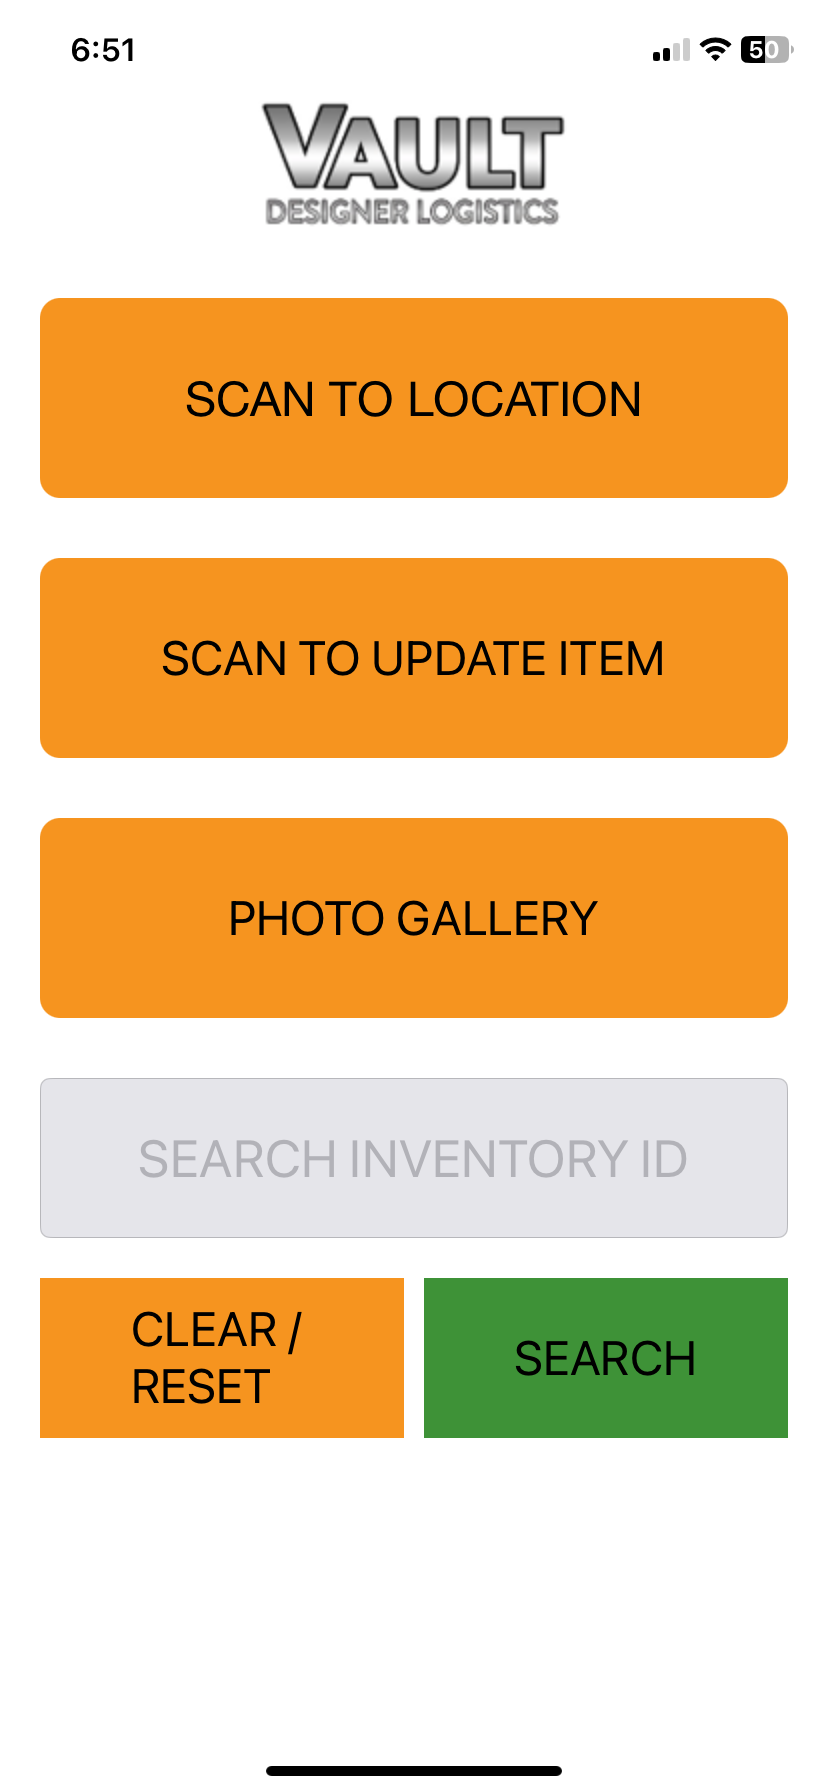 6:51
50
VAULT
DESIGNER LOGISTICS
SCAN TO LOCATION
SCAN TO UPDATE ITEM
PHOTO GALLERY
SEARCH INVENTORY ID
CLEAR /
RESET
SEARCH